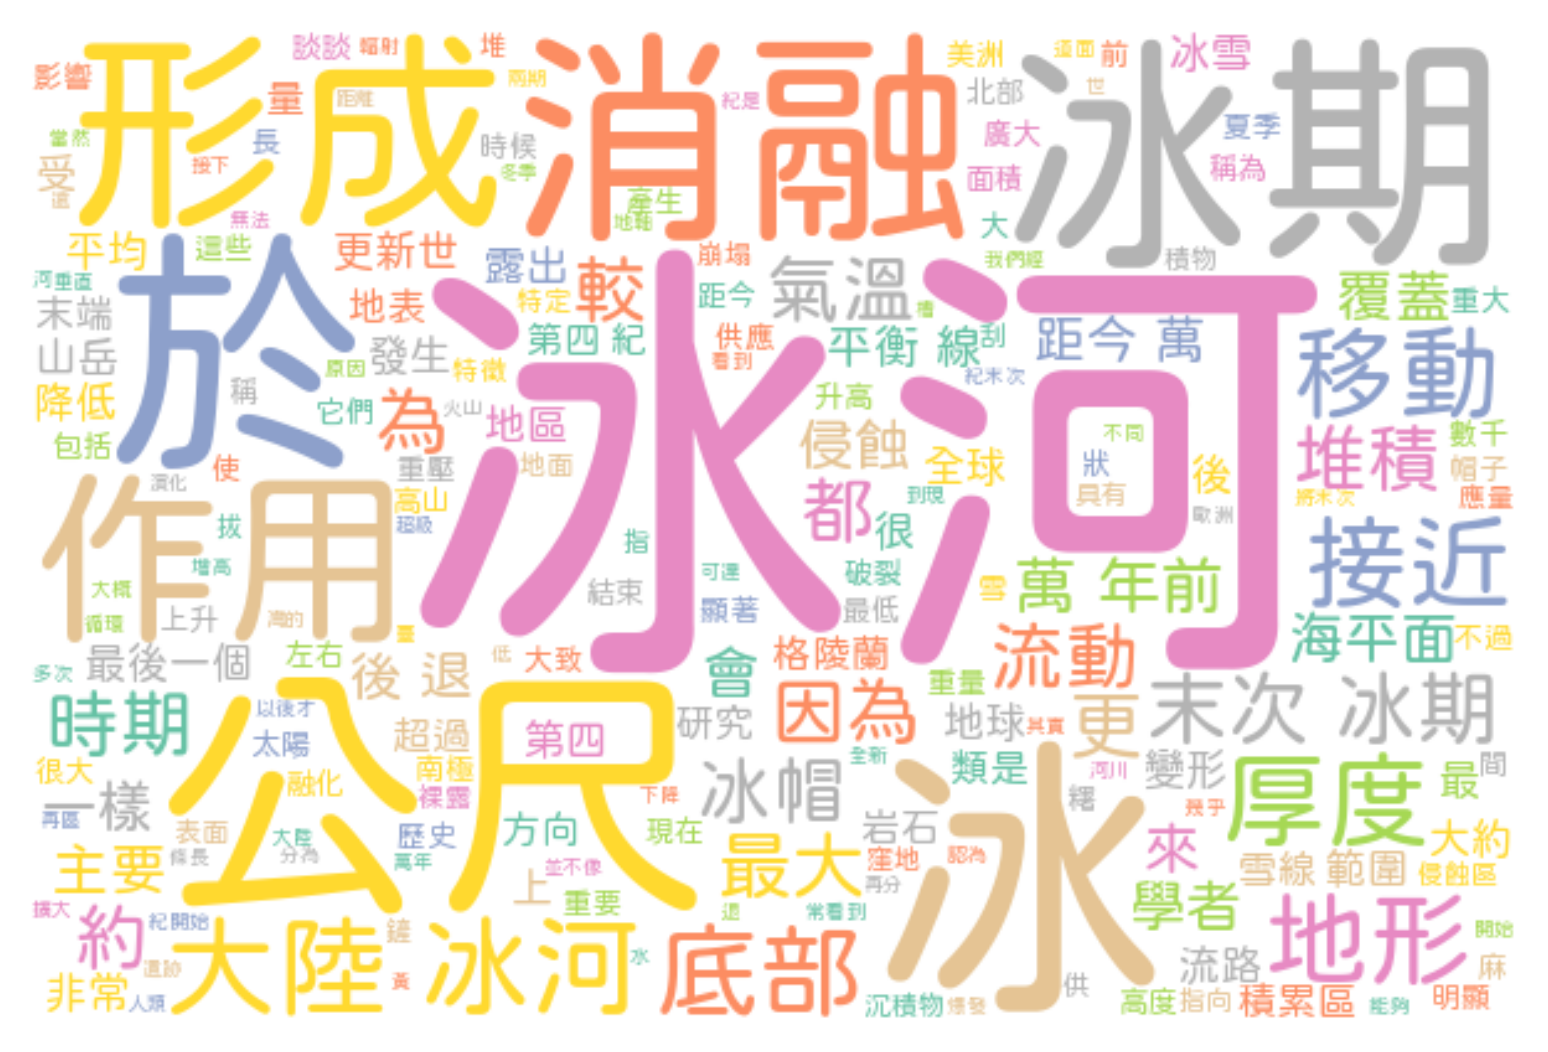 影響
形成
談談
輻射
堆
消融
美洲
這面
前
冰雪
冰期
兩期
距離
量
紀是
北部
世
當然
長
時候
廣大
夏季
受
接下
冬季
面積
稱為
這
無法
產生
地軸
大
平均
這些
更新世
露出
較
崩塌
氣溫
我們經
積物
河重直
於
冰河
覆蓋
重大
末端
地表
特定
距今
槽
山岳
發生
第四 紀
供應
平衡 線
刮
距今 萬
移動
原因
特徵
看到
紀末次
降低
稱
它們
為
火山
地區
升高
包括
侵蝕
不同
堆積
數千
使
重壓
地面
全球
狀
後
帽子
作用
演化
高山
都
到現
具有
將末次
應量
拔
超級
很
歐洲
接近
指
增高
可達
破裂
大概
結束
雪
萬 年前
循環
上升
凋的
臺
顯著
最低
海平面
不過
最後一個
左右
後 退
低
大致
會
格陵蘭
流動
多次
重量
時期
以後才
公尺
第四
研究
因為
地球
其實
更
末次 冰期
太陽
超過
全新
類是
很大
融化
南極
冰帽
冰
河川
變形
厚度
最
間
一樣
裸露
下降
糬
幾乎
再區
表面
大陸
歷史
方向
現在
岩石
來
大約
主要
條長
分為
萬年
並不像
最大
窪地
認為
雪線
範圍
侵蝕區
上
重要
再分
擴大
約
紀開始
退
常看到
學者
地形
開始
大陸
鏟
冰河
水
底部
流路
麻
遺跡
非常
人類
黃
沉積物
爆發
供
高度
指向
積累區
能夠
明顯